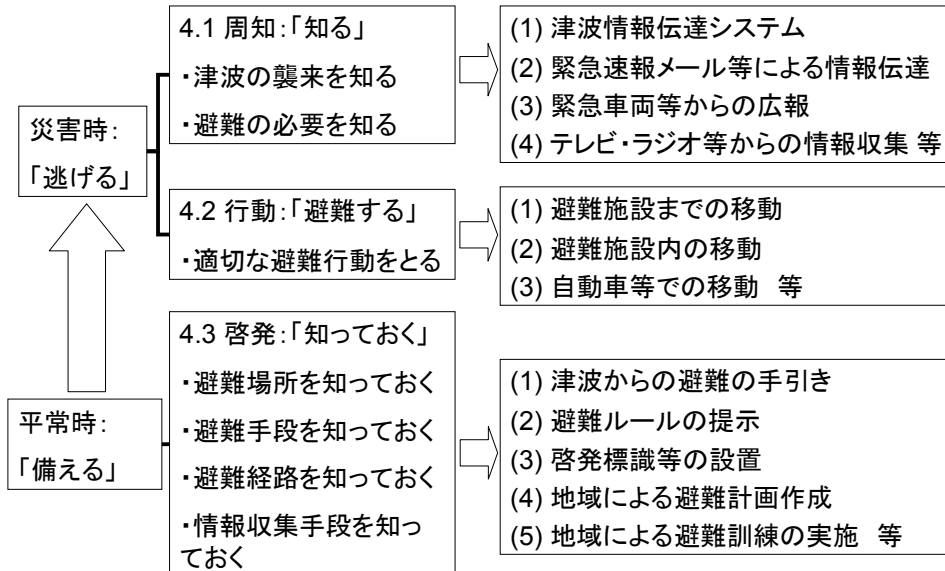 災害時：
「逃げる」
4.1 周知：「知る」
・津波の襲来を知る
・避難の必要を知る
(1) 津波情報伝達システム
(2) 緊急速報メール等による情報伝達
(3) 緊急車両等からの広報
(4) テレビ・ラジオ等からの情報収集 等
4.2 行動：「避難する」
・適切な避難行動をとる
(1) 避難施設までの移動
(2) 避難施設内の移動
(3) 自動車等での移動　等
平常時：
「備える」
4.3 啓発：「知っておく」
・避難場所を知っておく
・避難手段を知っておく
・避難経路を知っておく
・情報収集手段を知っ
ておく
(1) 津波からの避難の手引き
(2) 避難ルールの提示
(3) 啓発標識等の設置
(4) 地域による避難計画作成
(5) 地域による避難訓練の実施　等